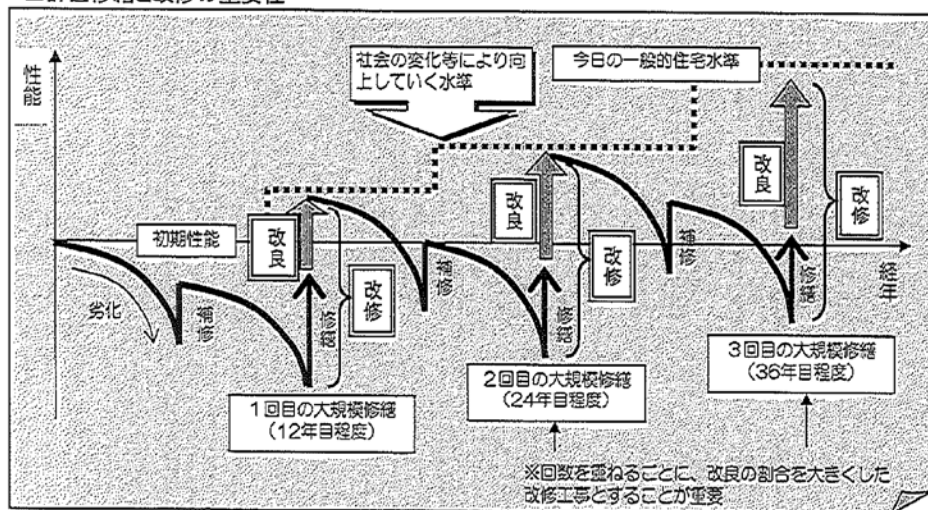 性能
社会の変化等により向
上していく水準
今日の一般的住宅水準
初期性能
劣化
補修
改良
修繕
改修
補修
改良
修繕
改修
補修
改良
修繕
改修
経年
1回目の大規模修繕
(12年目程度)
2回目の大規模修繕
(24年目程度)
3回目の大規模修繕
(36年目程度)
※回数を重ねるごとに、改良の割合を大きくした
改修工事とすることが重要